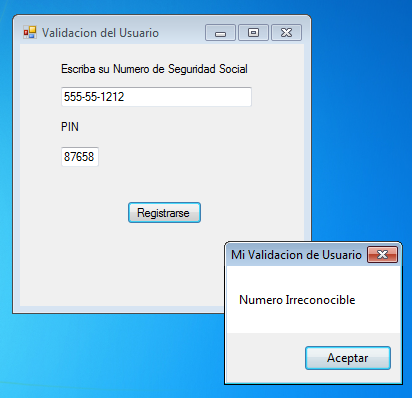 Validacion del Usuario
Escriba su Numero de Seguridad Social
555-55-1212
PIN
87658
Registrarse
Mi Validacion de Usuario
Numero Irreconocible
Aceptar